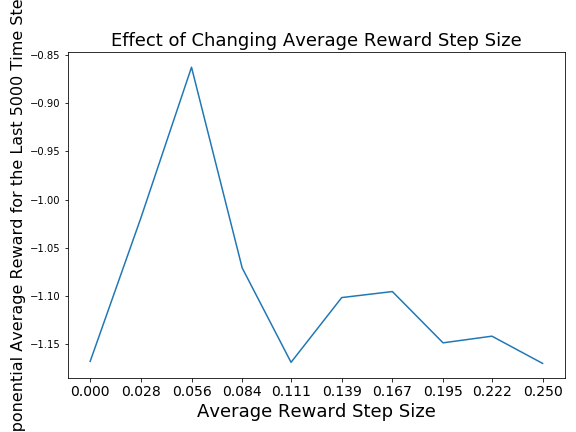 Effect of Changing Average Reward Step Size
ponential Average Reward for the Last 5000 Time Ste
−0.85
−0.90
−0.95
−1.00
−1.05
−1.10
−1.15
0.000 0.028 0.056 0.084 0.111 0.139 0.167 0.195 0.222 0.250
Average Reward Step Size